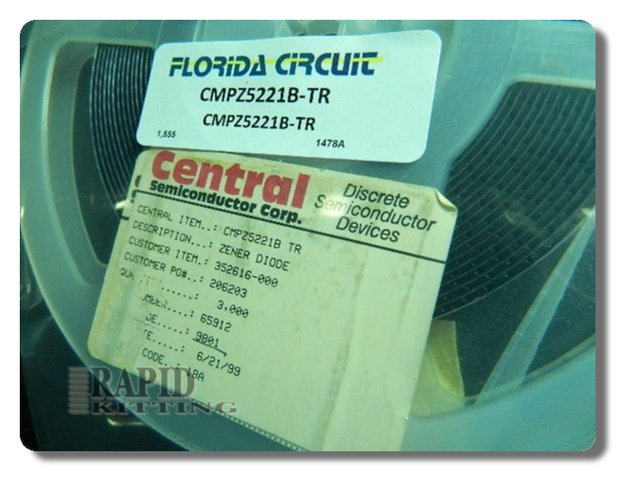 FLORIDA CIRCUIT
CMPZ5221B-TR
CMPZ5221B-TR
1,555 1478A
Central
Semiconductor Corp.
Discrete
Semiconductor
Devices
CENTRAL ITEM..: CMPZ5221B TR
DESCRIPTION...: ZENER DIODE
CUSTOMER ITEM: 352616-000
CUSTOMER PO#..: 206203
3,000
65912
9801
6/21/99
CODE.: 18A
RAPID
KITTING